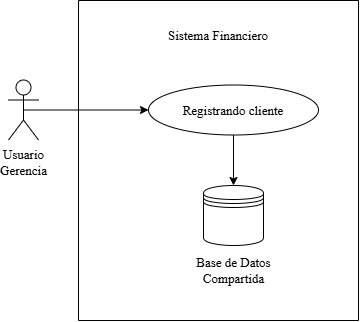 Sistema Financiero
Registrando cliente
Usuario
Gerencia
Base de Datos
Compartida